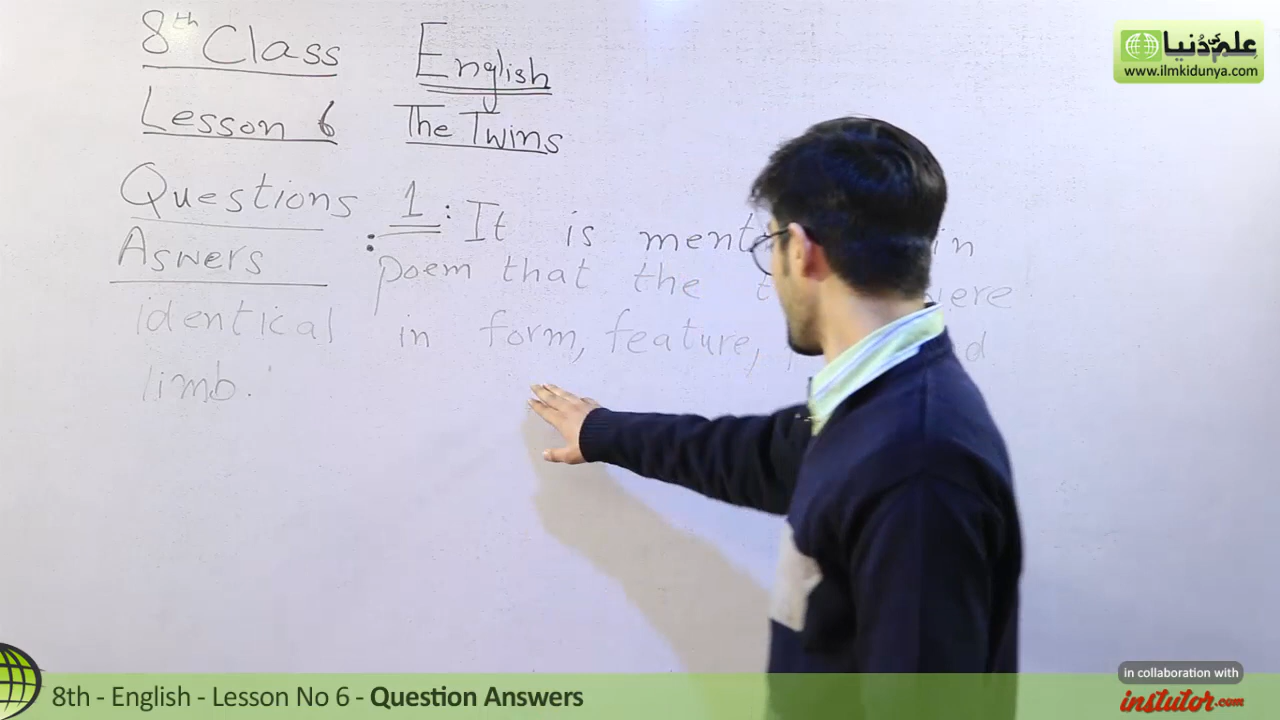 8th Class English
Lesson 6 The Twins
Questions 1: It is in
Aswers : poem that the were
identical in form, feature,
limb.
علم کی دُنیا
www.ilmkidunya.com
in collaboration with
instutor.com
8th - English - Lesson No 6 - Question Answers